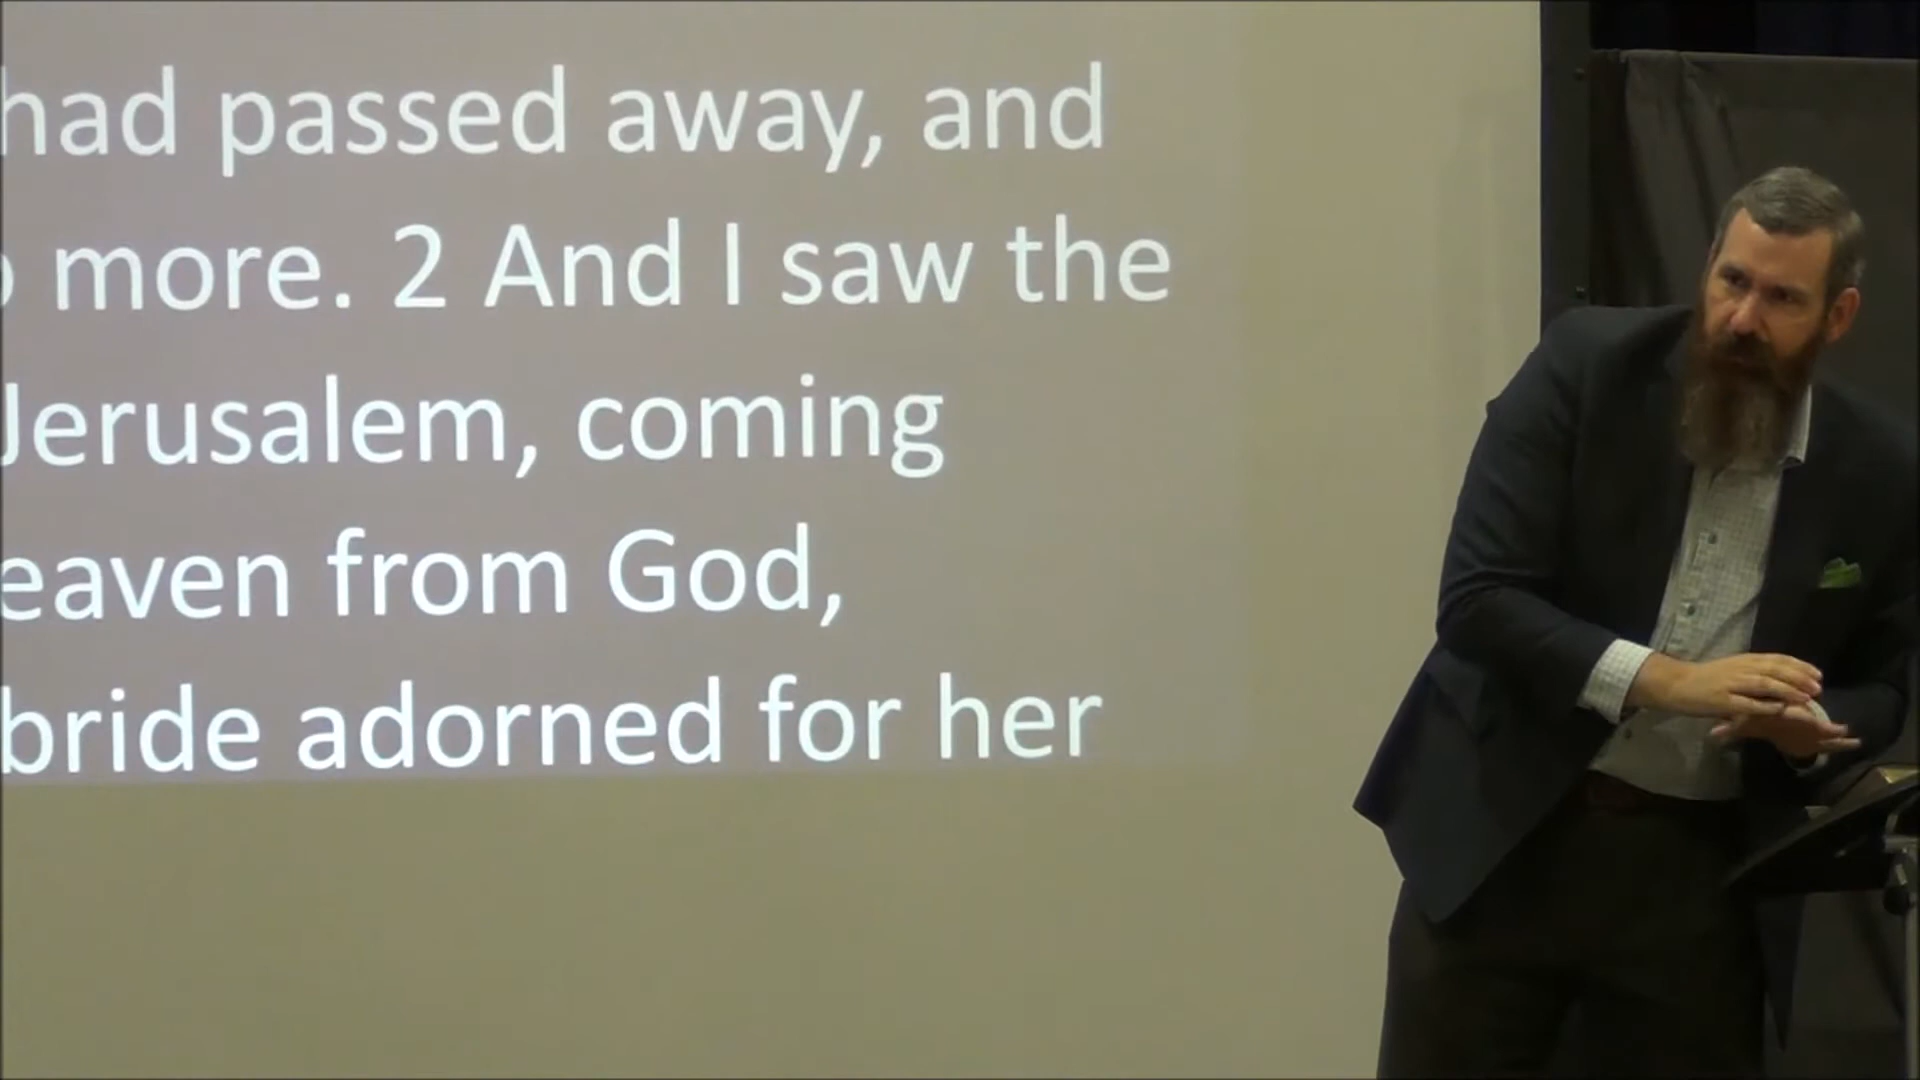 had passed away, and
more. 2 And I saw the
Jerusalem, coming
eaven from God,
bride adorned for her